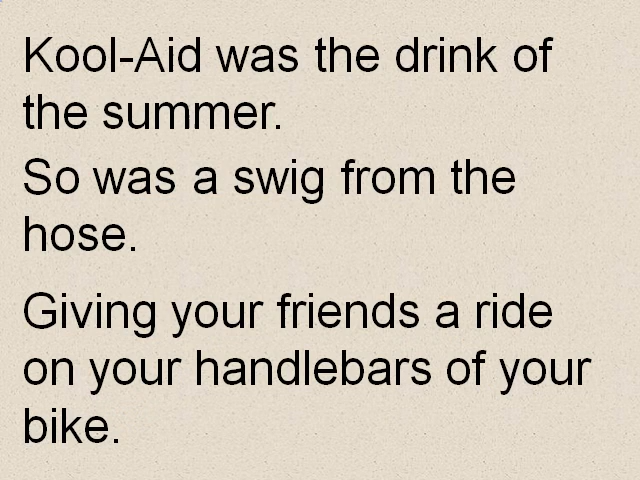 Kool-Aid was the drink of
the summer.
So was a swig from the
hose.
Giving your friends a ride
on your handlebars of your
bike.